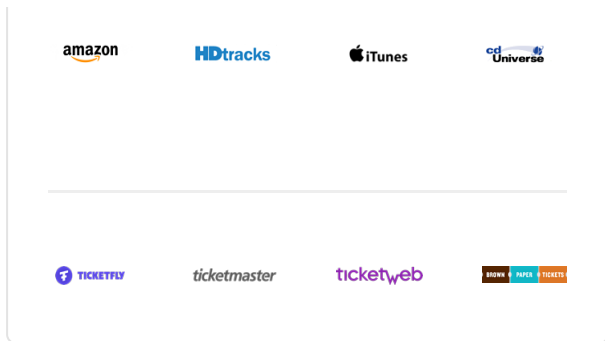 amazon
HDtracks
iTunes
cd Universe
TICKETFLY
ticketmaster
ticketweb
BROWN PAPER TICKETS